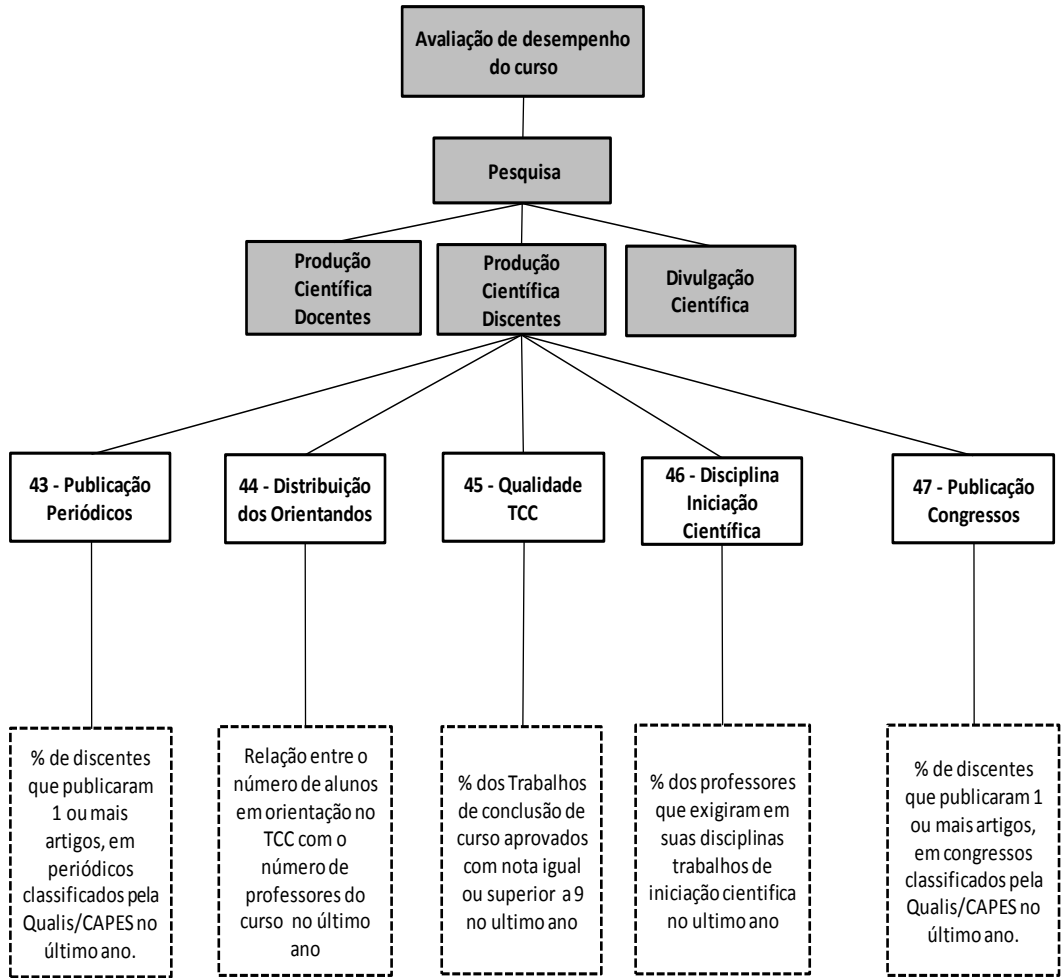 Avaliação de desempenho
do curso
Pesquisa
Produção
Científica
Docentes
Produção
Científica
Discentes
Divulgação
Científica
43 - Publicação
Periódicos
44 - Distribuição
dos Orientandos
45 - Qualidade
TCC
46 - Disciplina
Iniciação
Científica
47 - Publicação
Congressos
% de discentes
que publicaram
1 ou mais
artigos, em
periódicos
classificados pela
Qualis/CAPES no
último ano.
Relação entre o
número de alunos
em orientação no
TCC com o
número de
professores do
curso no último
ano
% dos Trabalhos
de conclusão de
curso aprovados
com nota igual
ou superior a 9
no ultimo ano
% dos professores
que exigiram em
suas disciplinas
trabalhos de
iniciação cientifica
no ultimo ano
% de discentes
que publicaram 1
ou mais artigos,
em congressos
classificados pela
Qualis/CAPES no
último ano.